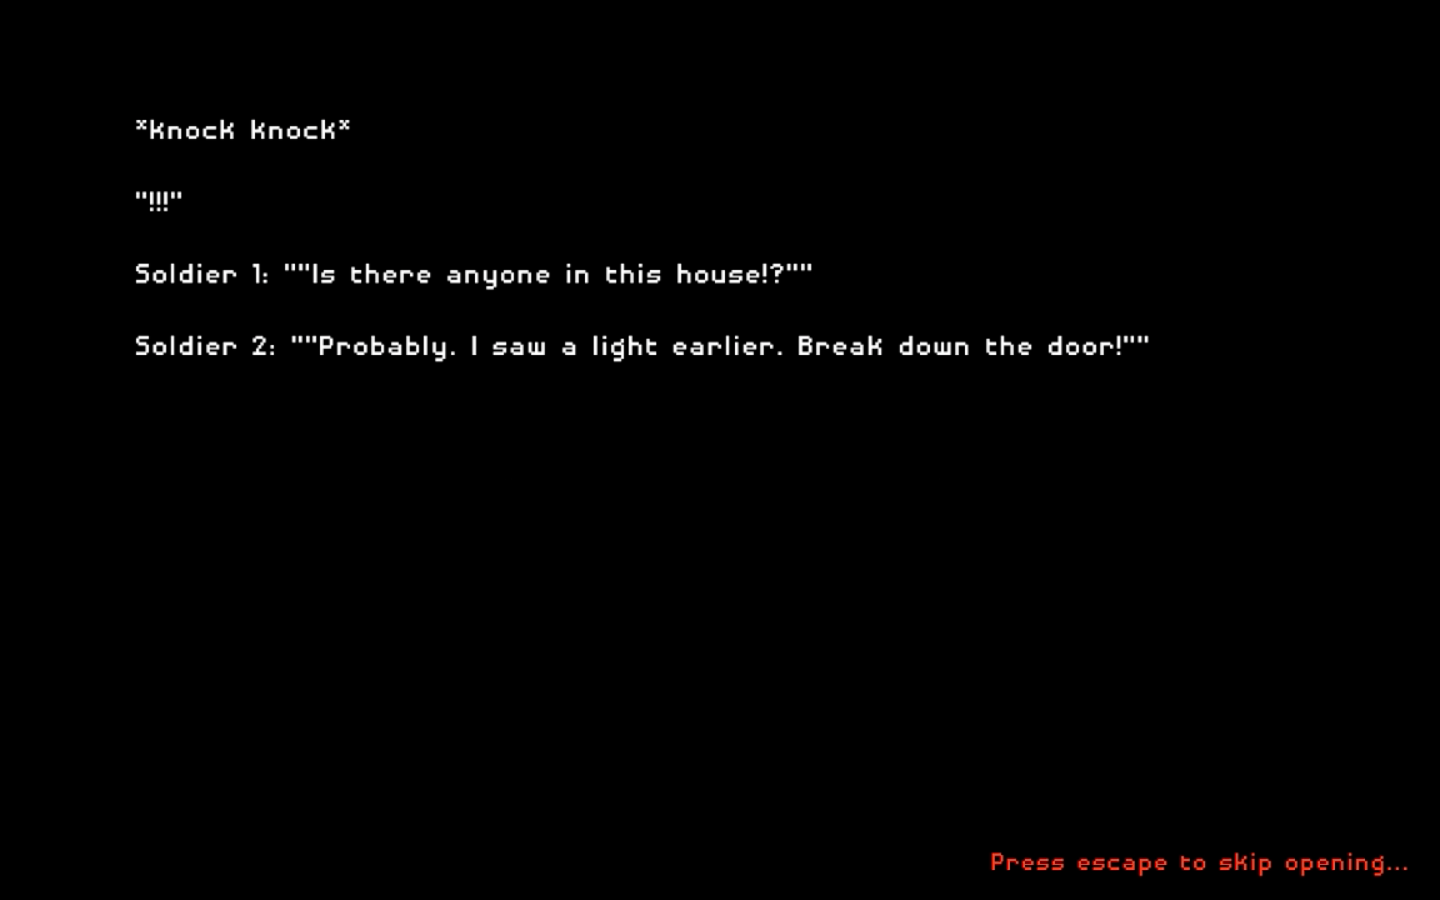 *knock knock*
"!!!"
Soldier 1: ""Is there anyone in this house!?""
Soldier 2: ""Probably. I saw a light earlier. Break down the door!""
Press escape to skip opening...